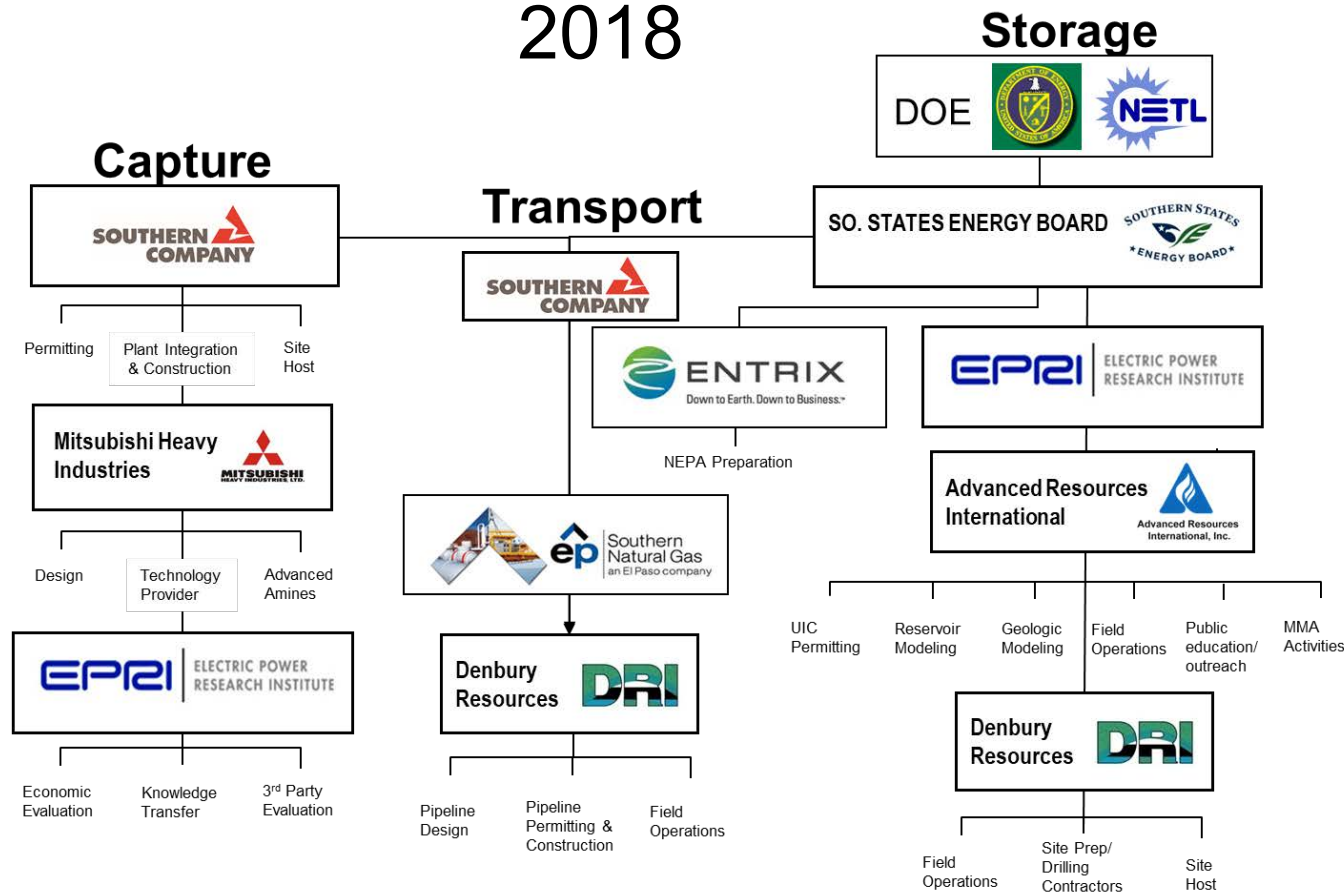 2018
Storage
DOE
NETL
Capture
SOUTHERN
COMPANY
Transport
SO. STATES ENERGY BOARD
SOUTHERN STATES
ENERGY BOARD
SOUTHERN
COMPANY
Permitting
Plant Integration
& Construction
Site
Host
ENTRIX
Down to Earth. Down to Business.™
NEPA Preparation
EPRI
ELECTRIC POWER
RESEARCH INSTITUTE
Mitsubishi Heavy
Industries
MITSUBISHI
HEAVY INDUSTRIES, LTD.
Advanced Resources
International
Advanced Resources
International, Inc.
Design
Technology
Provider
Advanced
Amines
ep
Southern
Natural Gas
an El Paso company
UIC
Permitting
Reservoir
Modeling
Geologic
Modeling
Field
Operations
Public
education/
outreach
MMA
Activities
EPRI
ELECTRIC POWER
RESEARCH INSTITUTE
Denbury
Resources
DRI
Denbury
Resources
DRI
Economic
Evaluation
Knowledge
Transfer
3rd Party
Evaluation
Pipeline
Design
Pipeline
Permitting &
Construction
Field
Operations
Field
Operations
Site Prep/
Drilling
Contractors
Site
Host